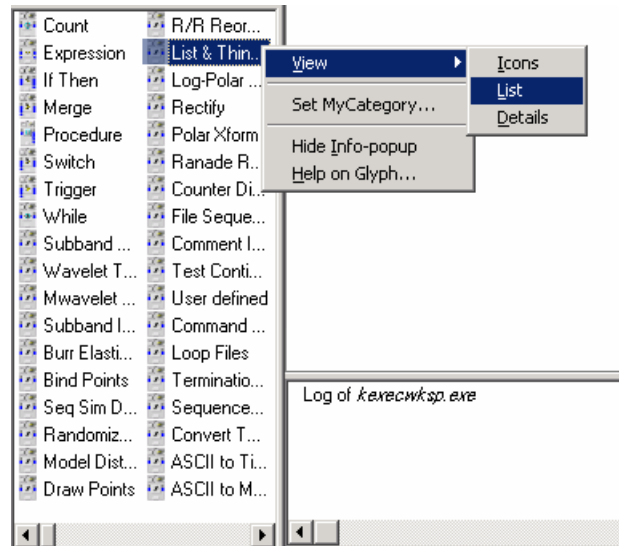 Count
Expression
If Then
Merge
Procedure
Switch
Trigger
While
Subband ...
Wavelet T...
Mwavelet ...
Subband I...
Burr Elasti...
Bind Points
Seq Sim D...
Randomiz...
Model Dist...
Draw Points
R/R Reor...
List & Thin...
Log-Polar ...
Rectify
Polar Xform
Ranade R...
Counter Di...
File Seque...
Comment I...
Test Conti...
User defined
Command ...
Loop Files
Terminatio...
Sequence...
Convert T...
ASCII to Ti...
ASCII to M...
View
Set MyCategory...
Hide Info-popup
Help on Glyph...
Icons
List
Details
Log of kexecwksp.exe